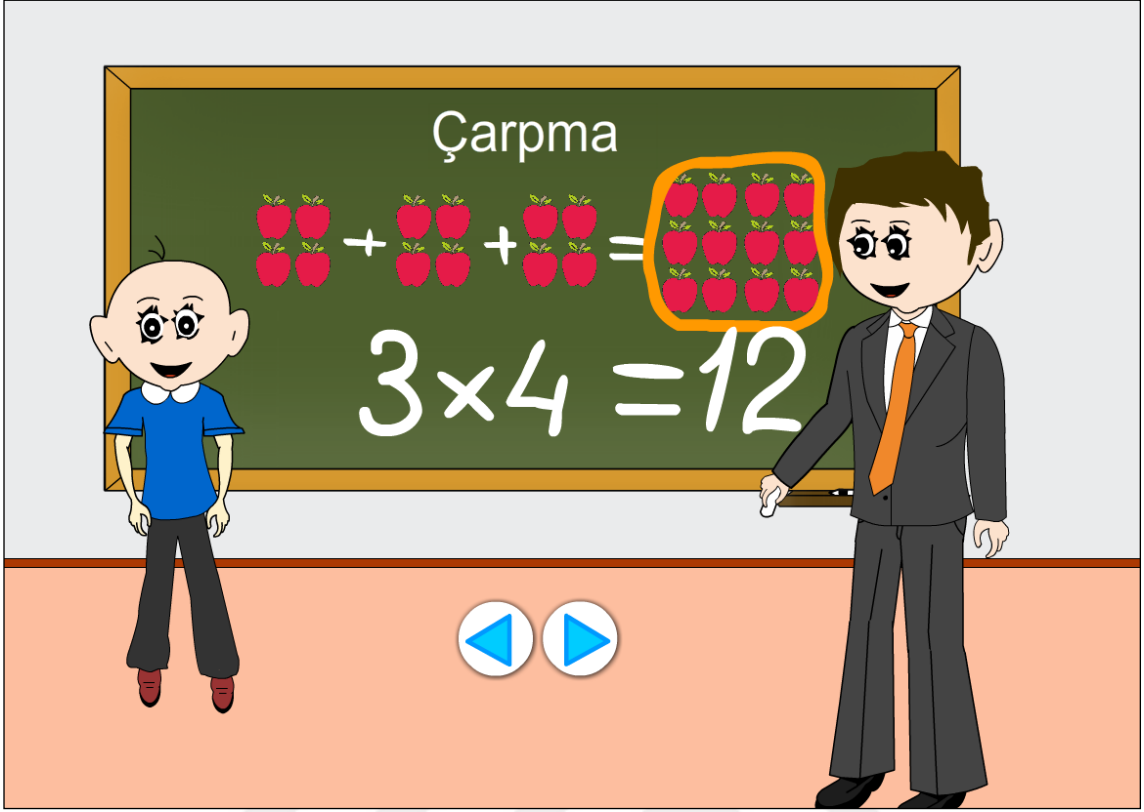 Çarpma
+ + =
3 × 4 = 12